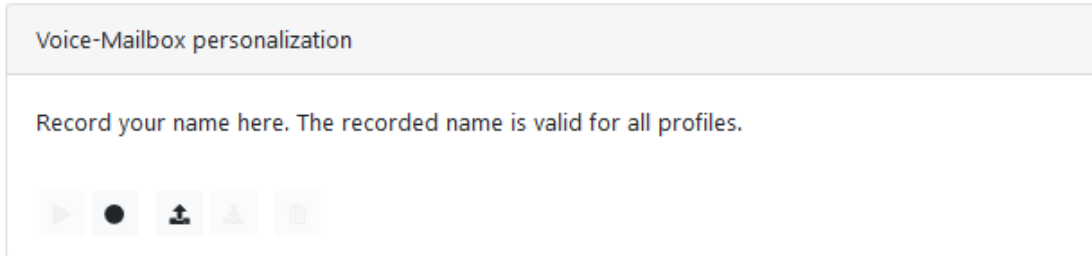 Voice-Mailbox personalization
Record your name here. The recorded name is valid for all profiles.